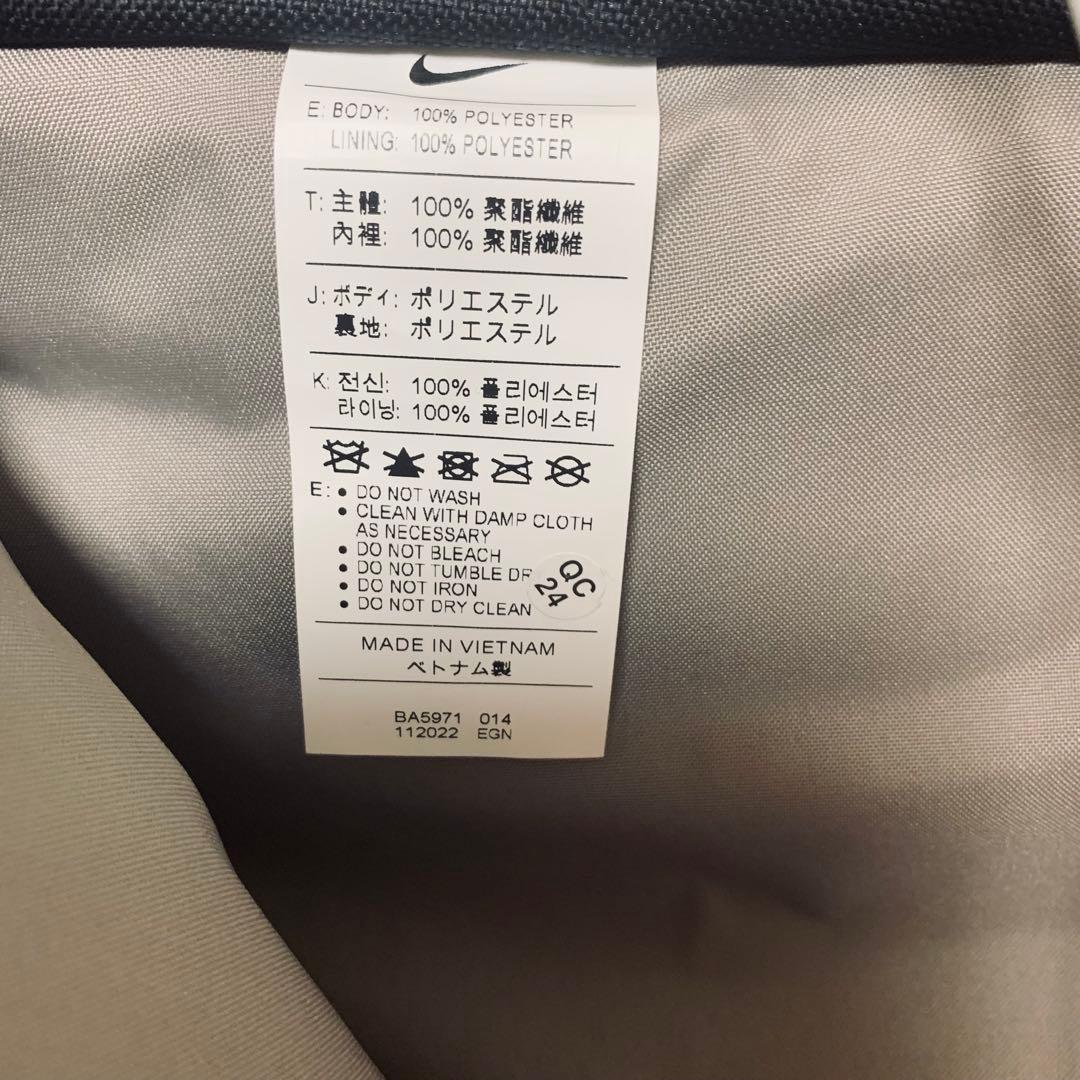 E: BODY: 100% POLYESTER
LINING: 100% POLYESTER
T: 主體: 100% 聚酯纖維
內裡: 100% 聚酯纖維
J: ボディ: ポリエステル
裏地: ポリエステル
K: 전신: 100% 폴리에스터
라이닝: 100% 폴리에스터
E: • DO NOT WASH
• CLEAN WITH DAMP CLOTH
AS NECESSARY
• DO NOT BLEACH
• DO NOT TUMBLE DR
• DO NOT IRON
• DO NOT DRY CLEAN
QC
24
MADE IN VIETNAM
ベトナム製
BA5971 014
112022 EGN